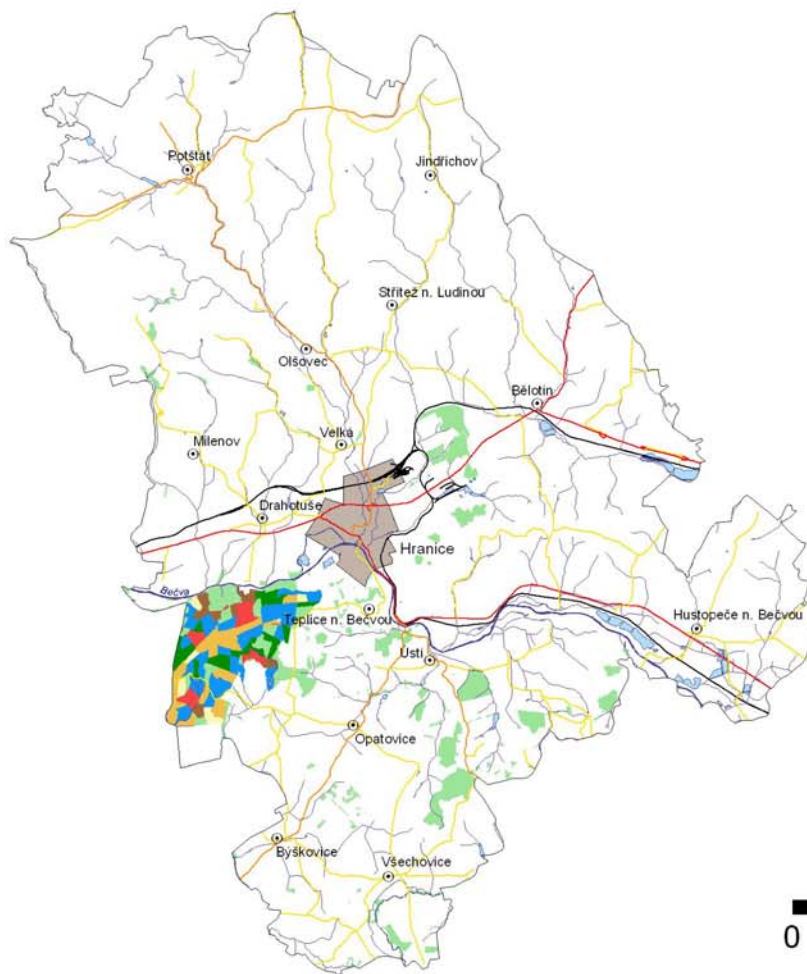 Potštát
Jindřichov
Střítež n. Ludinou
Olšovec
Bělotín
Velká
Milenov
Drahotuše
Hranice
Bečva
Teplice n. Bečvou
Hustopeče n. Bečvou
Ústí
Opatovice
Býškovice
Všechovice
0